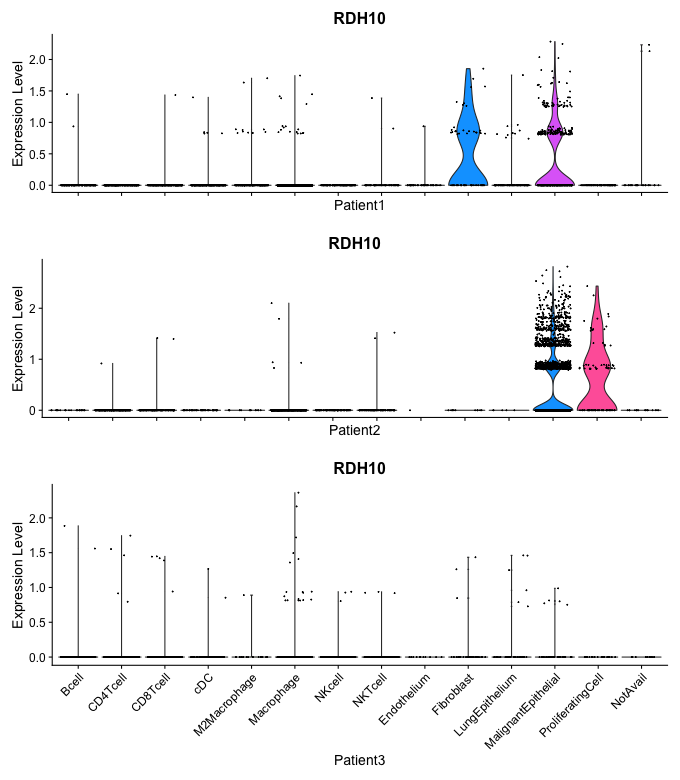 RDH10
Expression Level
2.0
1.5
1.0
0.5
0.0
Patient1
RDH10
Expression Level
2
1
0
Patient2
RDH10
Expression Level
2.0
1.5
1.0
0.5
0.0
Bcell
CD4Tcell
CD8Tcell
cDC
M2Macrophage
Macrophage
NKcell
NKTcell
Endothelium
Fibroblast
LungEpithelium
MalignantEpithelial
ProliferatingCell
NotAvail
Patient3